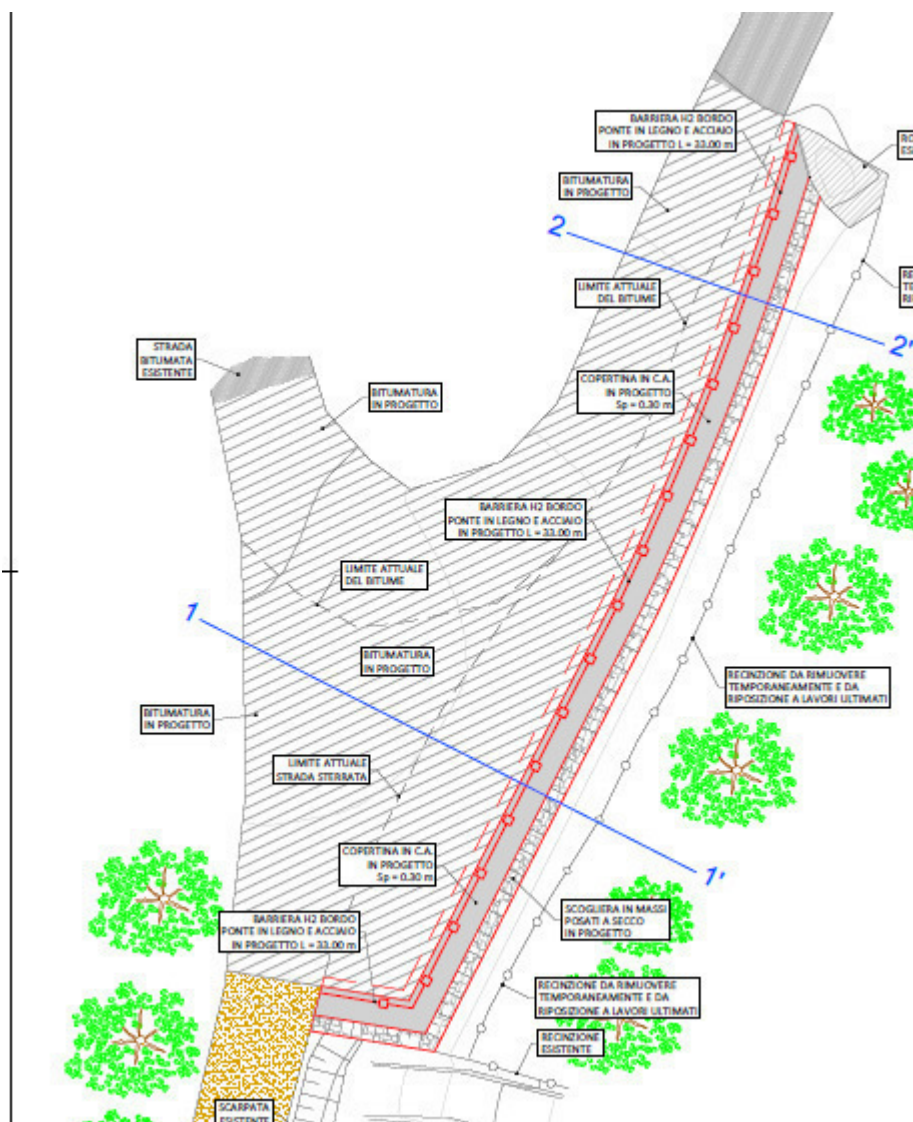 BARRIERA H2 BORDO
PONTE IN LEGNO E ACCIAIO
IN PROGETTO L = 33.00 m
BITUMATURA
IN PROGETTO
2
LIMITE ATTUALE
DEL BITUME
2'
STRADA
BITUMATA
ESISTENTE
BITUMATURA
IN PROGETTO
COPERTINA IN C.A.
IN PROGETTO
Sp = 0.30 m
BARRIERA H2 BORDO
PONTE IN LEGNO E ACCIAIO
IN PROGETTO L = 33.00 m
LIMITE ATTUALE
DEL BITUME
1
BITUMATURA
IN PROGETTO
RECINZIONE DA RIMUOVERE
TEMPORANEAMENTE E DA
RIPOSIZIONE A LAVORI ULTIMATI
BITUMATURA
IN PROGETTO
LIMITE ATTUALE
STRADA STERRATA
COPERTINA IN C.A.
IN PROGETTO
Sp = 0.30 m
1'
SCOGLIERA IN MASSI
POSATI A SECCO
IN PROGETTO
BARRIERA H2 BORDO
PONTE IN LEGNO E ACCIAIO
IN PROGETTO L = 33.00 m
RECINZIONE DA RIMUOVERE
TEMPORANEAMENTE E DA
RIPOSIZIONE A LAVORI ULTIMATI
RECINZIONE
ESISTENTE
SCARPATA
ESISTENTE